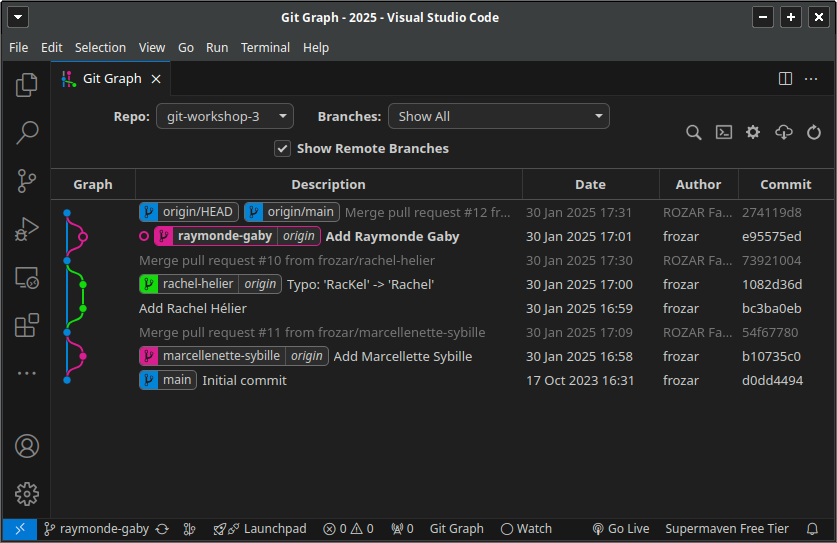 Git Graph - 2025 - Visual Studio Code
File Edit Selection View Go Run Terminal Help
Git Graph
Repo: git-workshop-3 Branches: Show All
Show Remote Branches
Graph Description Date Author Commit
origin/HEAD origin/main Merge pull request #12 fr... 30 Jan 2025 17:31 ROZAR Fa... 274119d8
raymonde-gaby origin Add Raymonde Gaby 30 Jan 2025 17:01 frozar e95575ed
Merge pull request #10 from frozar/rachel-helier 30 Jan 2025 17:30 ROZAR Fa... 73921004
rachel-helier origin Typo: 'RacKel' -> 'Rachel' 30 Jan 2025 17:00 frozar 1082d36d
Add Rachel Hélier 30 Jan 2025 16:59 frozar bc3ba0eb
Merge pull request #11 from frozar/marcellenette-sybille 30 Jan 2025 17:09 ROZAR Fa... 54f67780
marcellenette-sybille origin Add Marcellette Sybille 30 Jan 2025 16:58 frozar b10735c0
main Initial commit 17 Oct 2023 16:31 frozar d0dd4494
raymonde-gaby Launchpad 0 0 0 Git Graph Watch Go Live Supermaven Free Tier